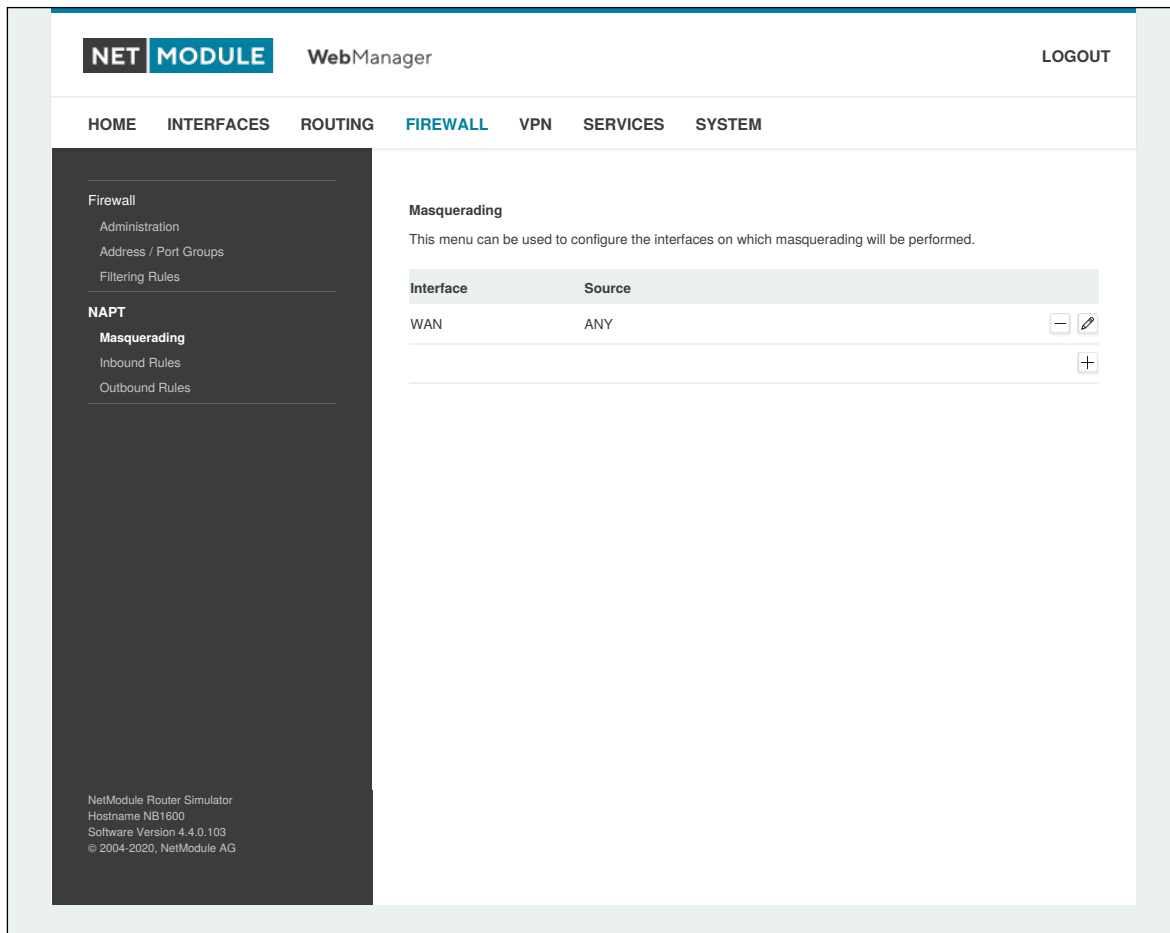 NET MODULE WebManager LOGOUT
HOME INTERFACES ROUTING FIREWALL VPN SERVICES SYSTEM
Firewall
Administration
Address / Port Groups
Filtering Rules
NAPT
Masquerading
Inbound Rules
Outbound Rules
Masquerading
This menu can be used to configure the interfaces on which masquerading will be performed.
Interface Source
WAN ANY
NetModule Router Simulator
Hostname NB1600
Software Version 4.4.0.103
© 2004-2020, NetModule AG